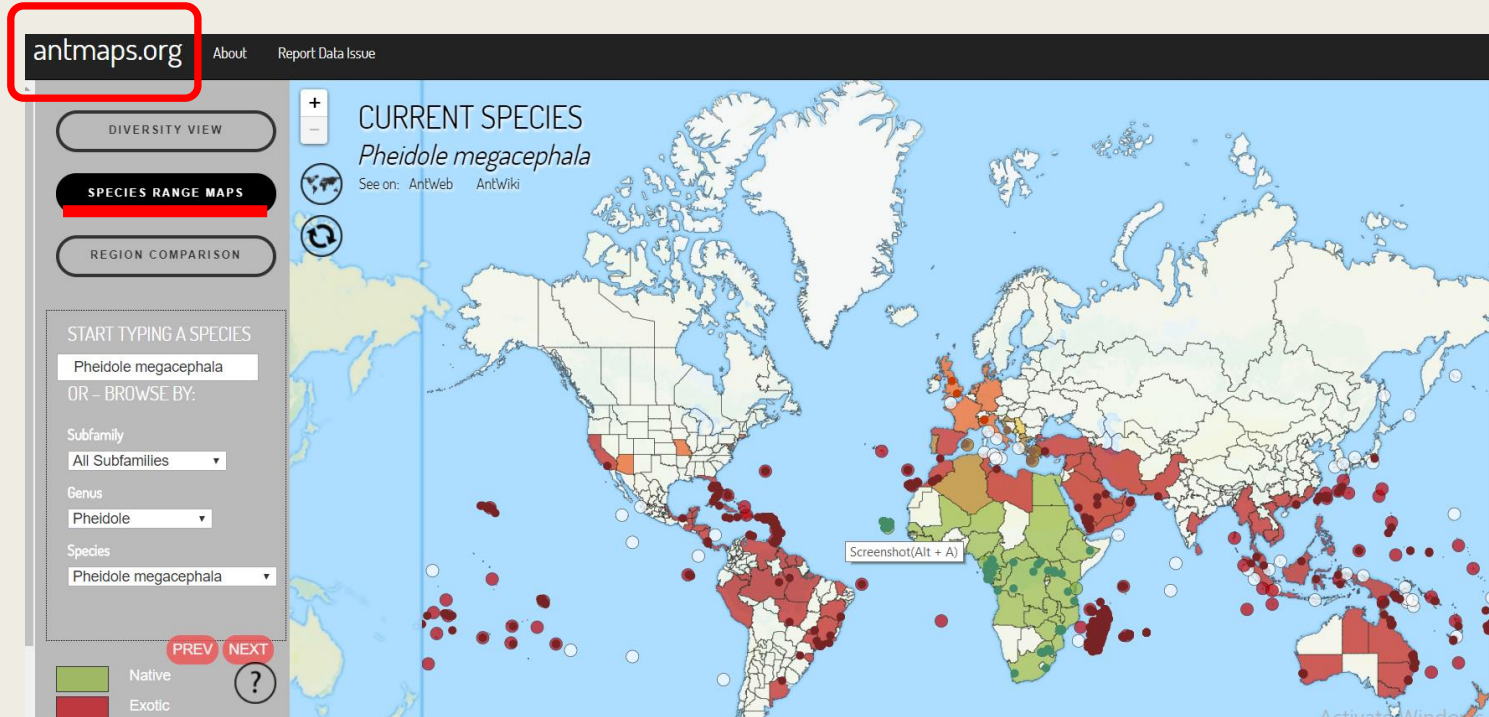 antmaps.org About Report Data Issue
DIVERSITY VIEW
SPECIES RANGE MAPS
REGION COMPARISON
START TYPING A SPECIES
Pheidole megacephala
OR – BROWSE BY:
Subfamily
All Subfamilies
Genus
Pheidole
Species
Pheidole megacephala
PREV NEXT
Native
?
Exotic
+
−
CURRENT SPECIES
Pheidole megacephala
See on: AntWeb AntWiki
Screenshot(Alt + A)
Activate Windows